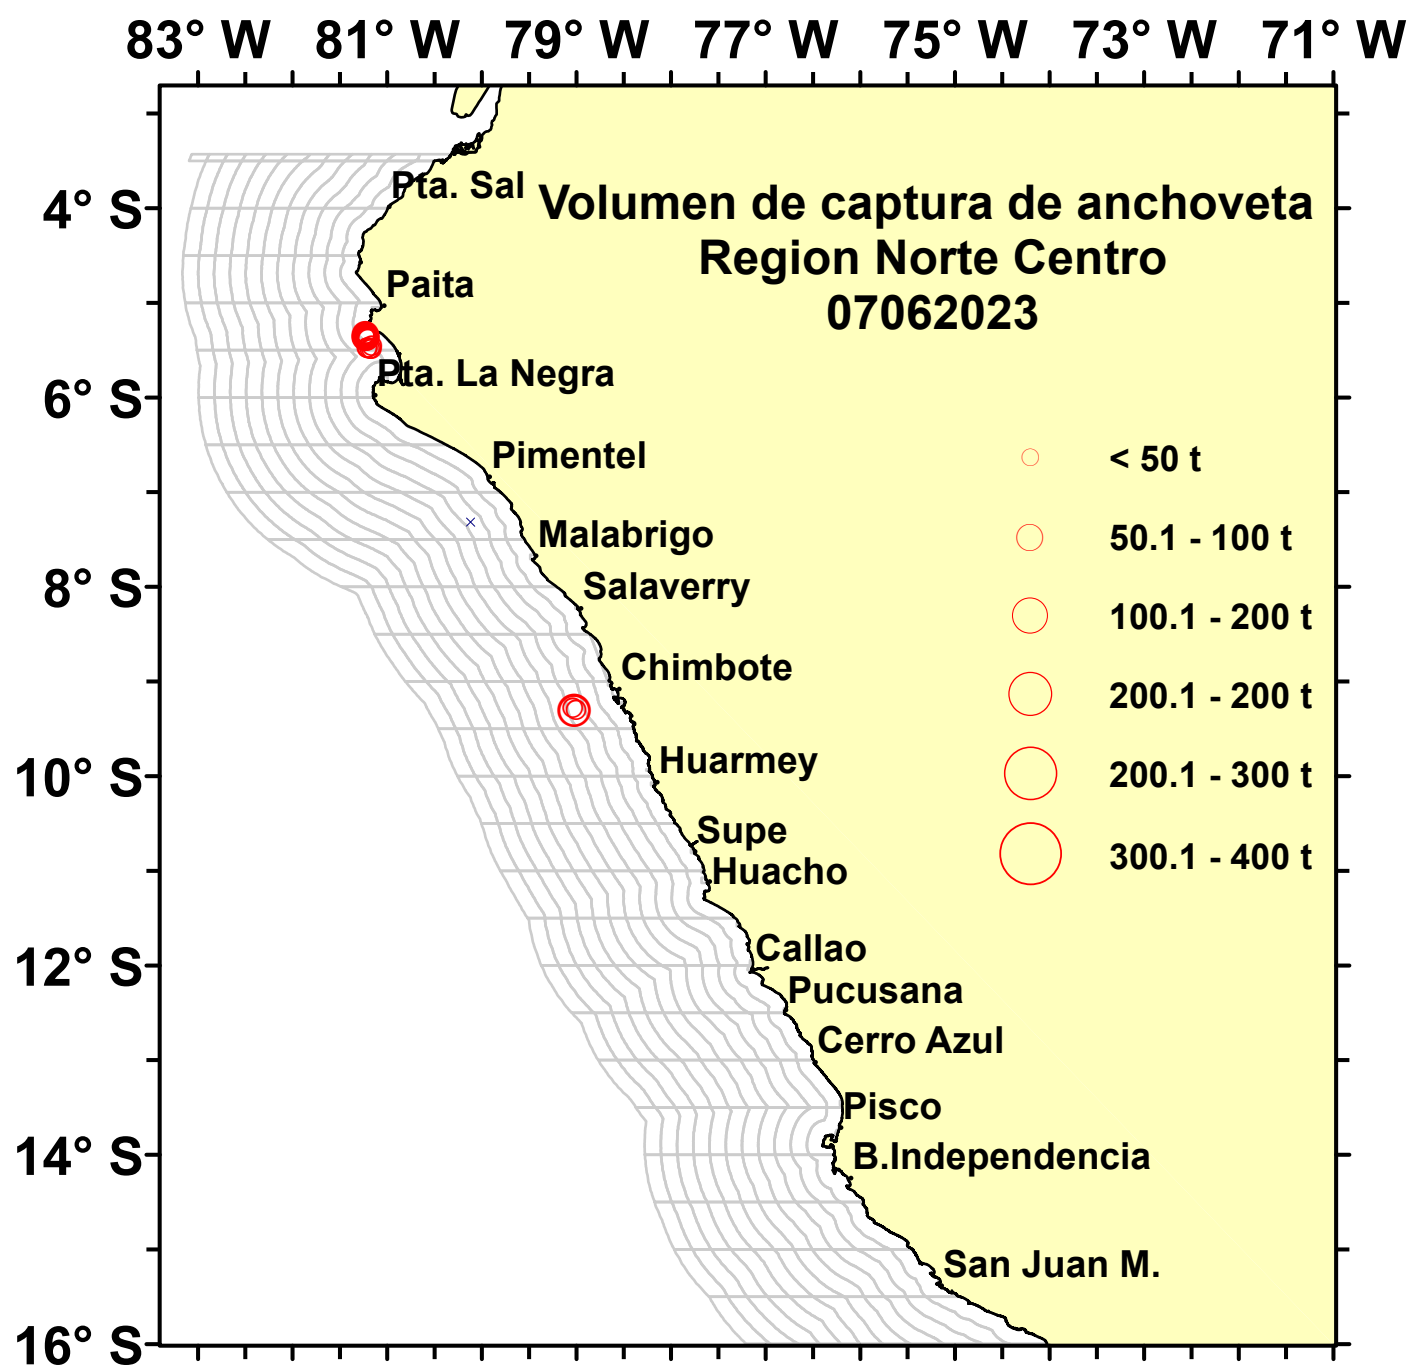 83° W 81° W 79° W 77° W 75° W 73° W 71° W
Pta. Sal
Volumen de captura de anchoveta
4° S
Region Norte Centro
Paita
07062023
Pta. La Negra
6° S
Pimentel
< 50 t
Malabrigo
50.1 - 100 t
8° S
Salaverry
100.1 - 200 t
Chimbote
200.1 - 200 t
Huarmey
10° S
200.1 - 300 t
Supe
300.1 - 400 t
Huacho
Callao
12° S
Pucusana
Cerro Azul
Pisco
14° S
B.Independencia
San Juan M.
16° S